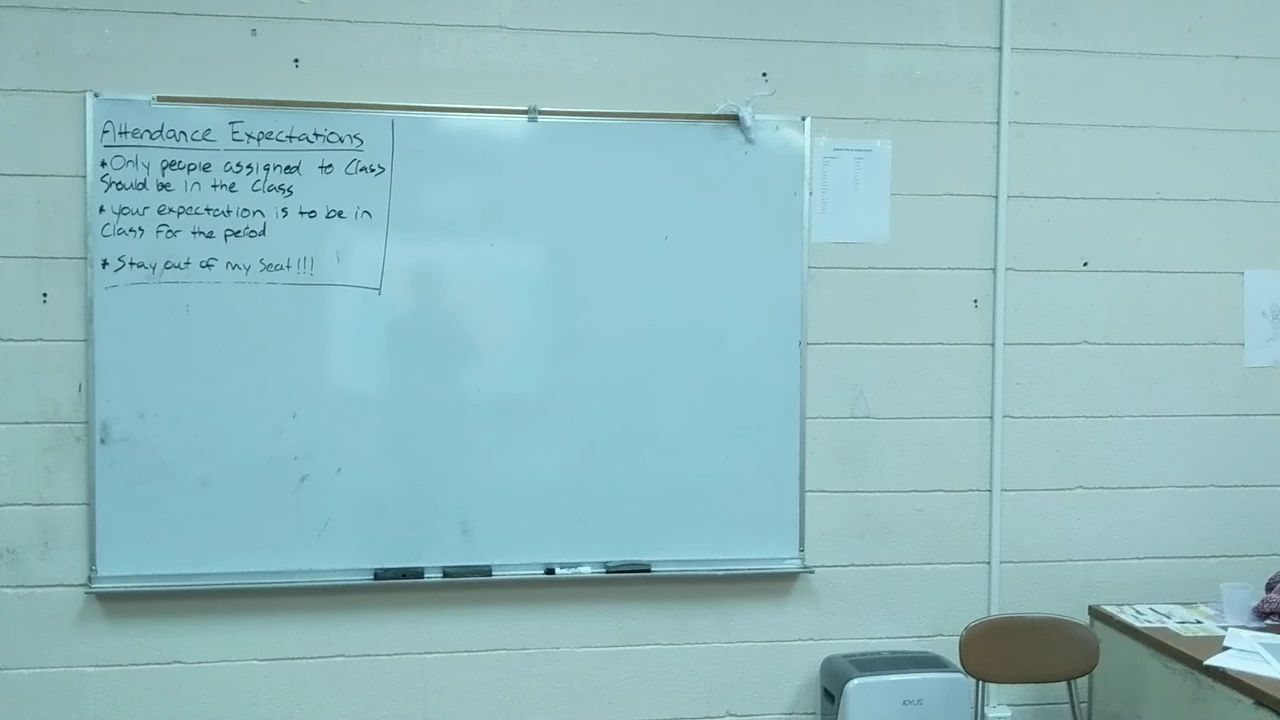 Attendance Expectations
*Only people assigned to Class
Should be in the Class
* your expectation is to be in
Class For the period
* Stay out of my Seat!!!